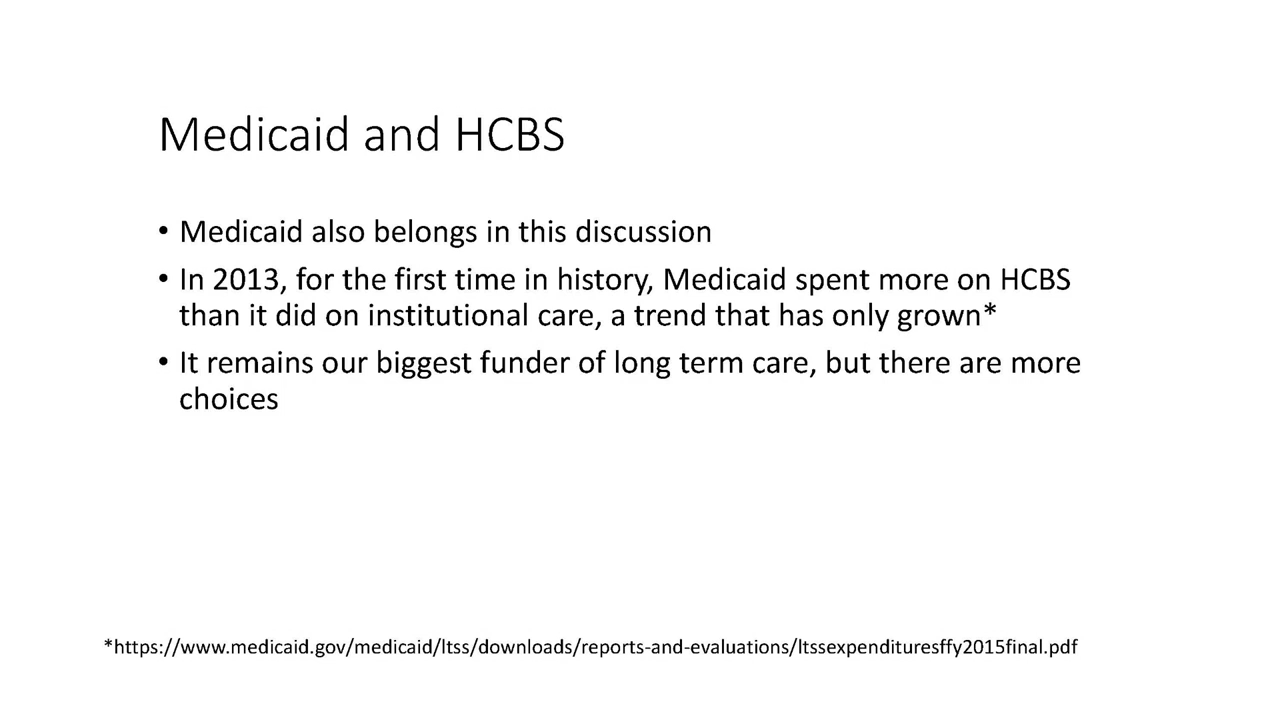 Medicaid and HCBS
• Medicaid also belongs in this discussion
• In 2013, for the first time in history, Medicaid spent more on HCBS
than it did on institutional care, a trend that has only grown*
• It remains our biggest funder of long term care, but there are more
choices
*https://www.medicaid.gov/medicaid/ltss/downloads/reports-and-evaluations/ltssexpendituresffy2015final.pdf